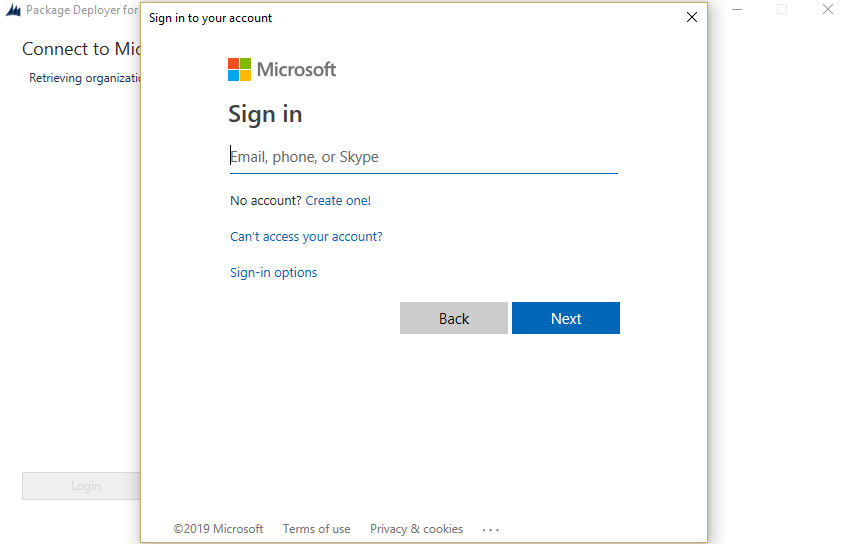 Package Deployer for
Sign in to your account
Connect to Mic
Retrieving organizatio
Microsoft
Sign in
Email, phone, or Skype
No account? Create one!
Can't access your account?
Sign-in options
Back
Next
Login
©2019 Microsoft Terms of use Privacy & cookies ...